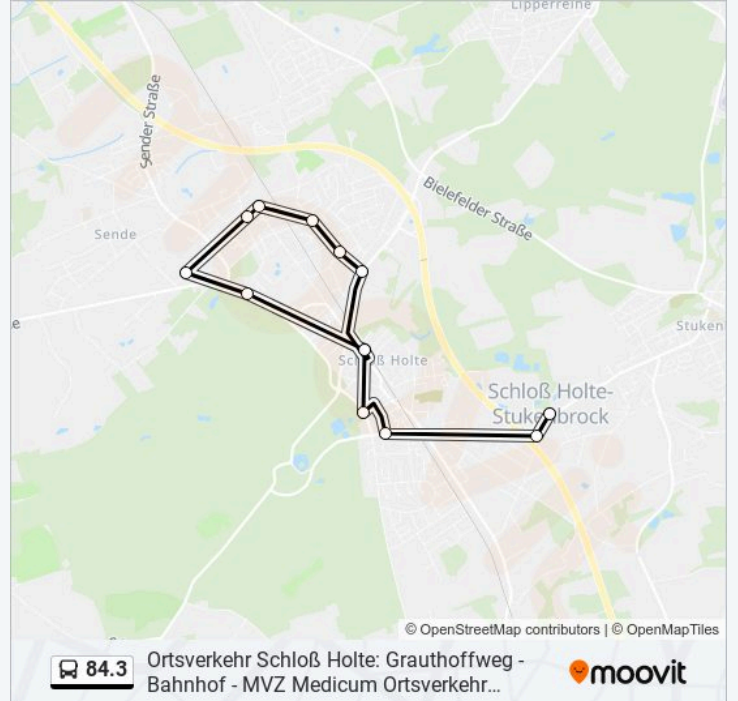 Lipperreine
Sender Straße
Bielefelder Straße
Sende
e
Stuken
Schloß Holte
Schloß Holte-
Stukenbrock
© OpenStreetMap contributors | © OpenMapTiles
84.3
Ortsverkehr Schloß Holte: Grauthoffweg -
Bahnhof - MVZ Medicum Ortsverkehr...
moovit